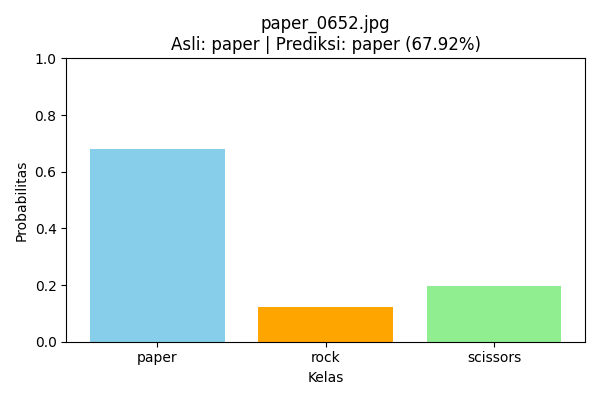 paper_0652.jpg
Asli: paper | Prediksi: paper (67.92%)
1.0
0.8
0.6
0.4
0.2
0.0
Probabilitas
paper
rock
scissors
Kelas